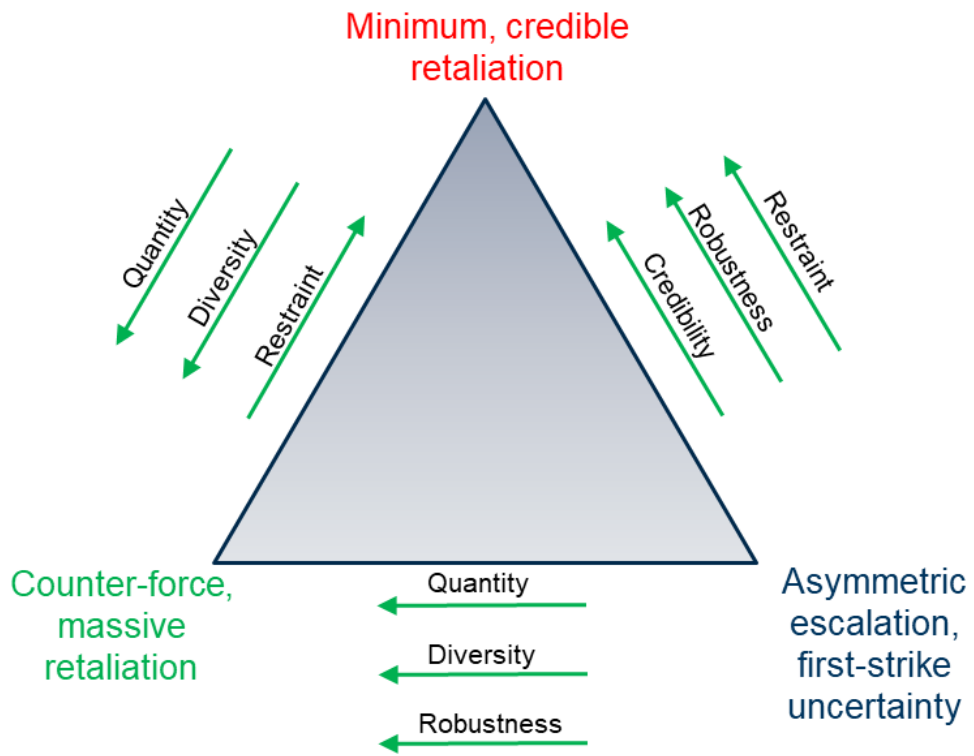 Minimum, credible
retaliation
Quantity
Diversity
Restraint
Credibility
Robustness
Restraint
Counter-force,
massive
retaliation
Quantity
Diversity
Robustness
Asymmetric
escalation,
first-strike
uncertainty